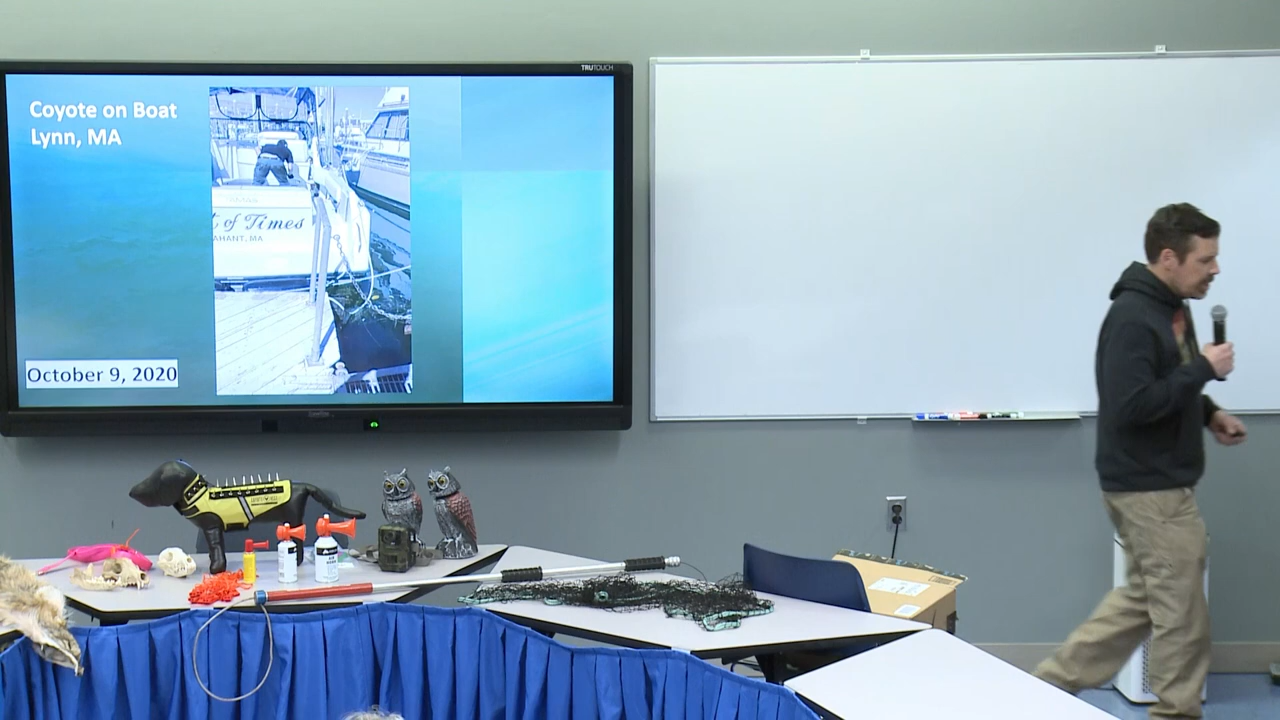 TRUTOUCH
Coyote on Boat
Lynn, MA
t of Times
AHANT, MA
October 9, 2020